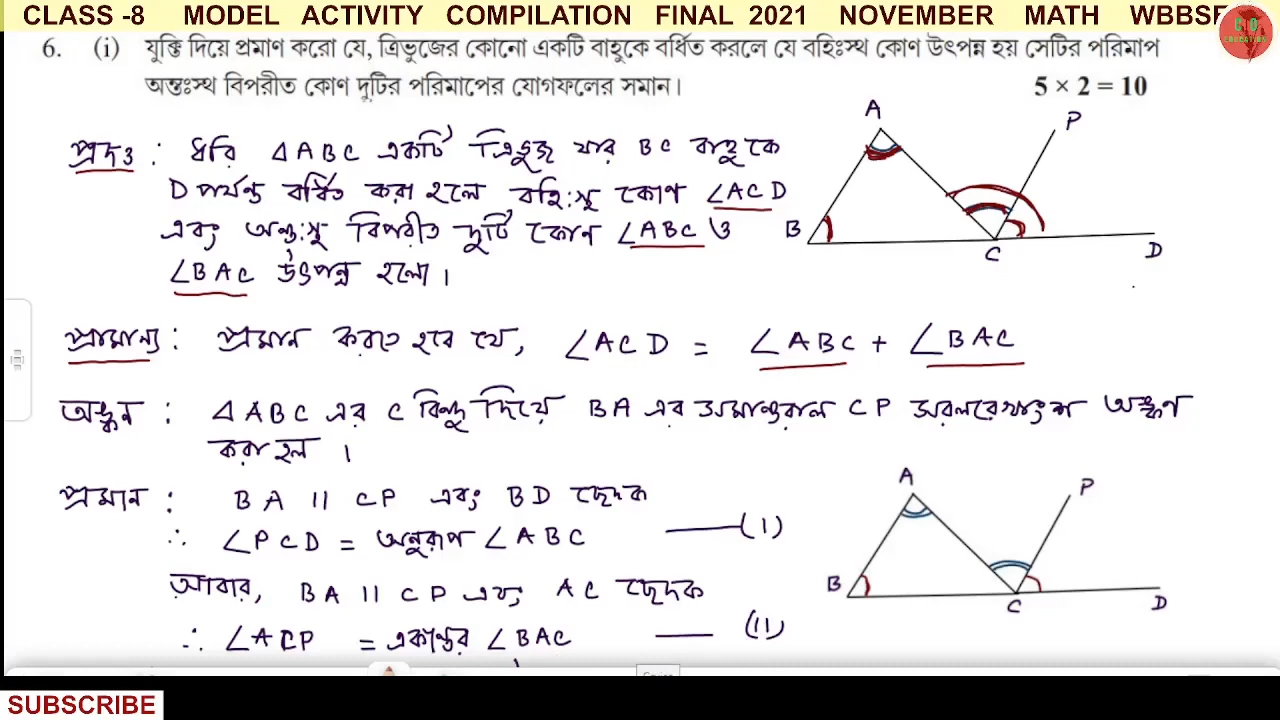 CLASS -8 MODEL ACTIVITY COMPILATION FINAL 2021 NOVEMBER MATH WBBSE
6. (i) যুক্তি দিয়ে প্রমাণ করো যে, ত্রিভুজের কোনো একটি বাহুকে বর্ধিত করলে যে বহিঃস্থ কোণ উৎপন্ন হয় সেটির পরিমাপ
অন্তঃস্থ বিপরীত কোণ দুটির পরিমাপের যোগফলের সমান।
5 × 2 = 10
প্রদত্ত : ধরি ΔABC একটি ত্রিভুজ যার BC বাহুকে
D পর্যন্ত বর্ধিত করা হলে বহিঃস্থ কোণ ∠ACD
এবং অন্তঃস্থ বিপরীত দুটি কোন ∠ABC ও
∠BAC উৎপন্ন হলো।
A
P
B
C
D
প্রামান্য : প্রমান করতে হবে যে, ∠ACD = ∠ABC + ∠BAC
অঙ্কন : ΔABC এর C বিন্দু দিয়ে BA এর সমান্তরাল CP সরলরেখাংশ অঙ্কণ
করা হল ।
প্রমান : BA || CP এবং BD ছেদক
∴ ∠PCD = অনুরূপ ∠ABC —— (I)
আবার, BA || CP এবং AC ছেদক
∴ ∠ACP = একান্তর ∠BAC —— (II)
A
P
B
C
D
SUBSCRIBE